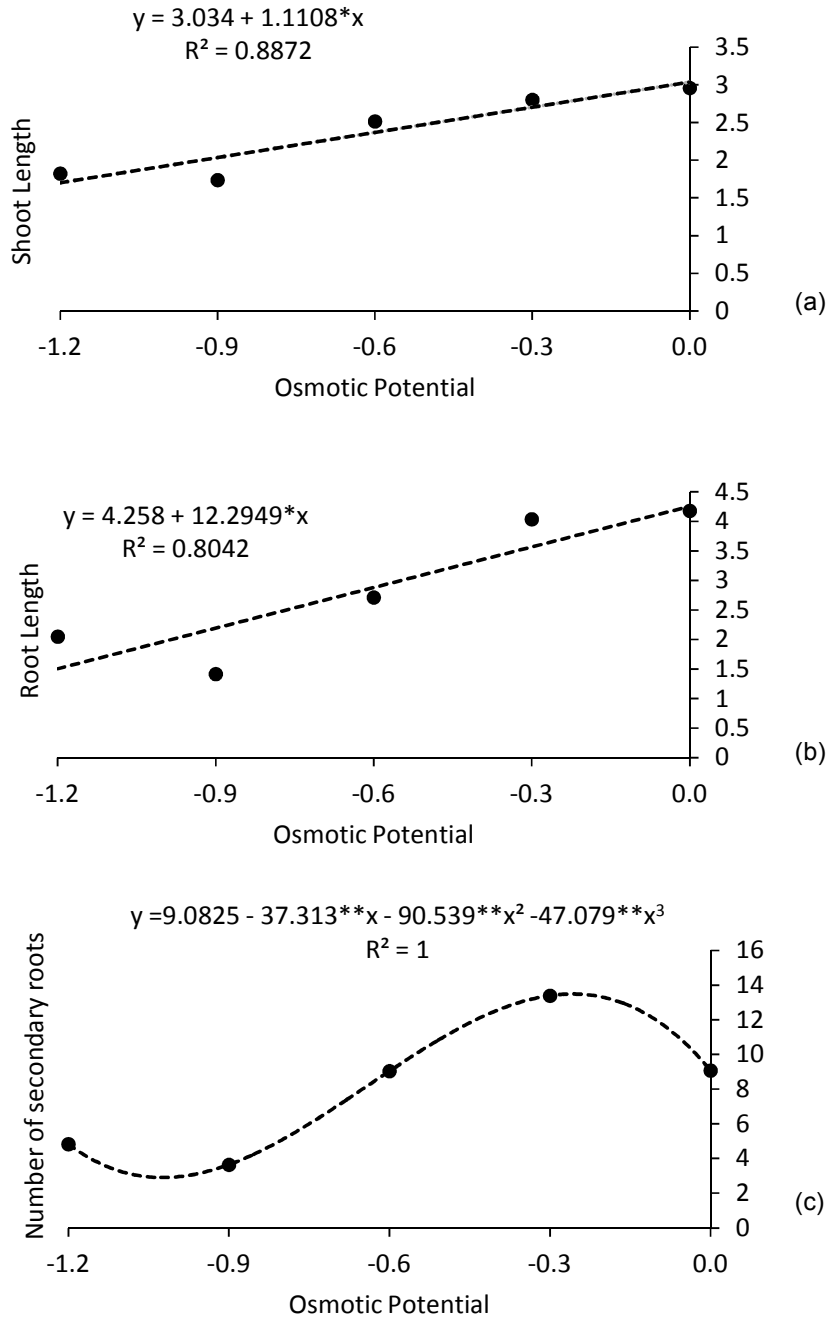 y = 3.034 + 1.1108*x
R² = 0.8872
3.5
3
2.5
2
1.5
1
0.5
0
Shoot Length
-1.2 -0.9 -0.6 -0.3 0.0
Osmotic Potential
(a)
y = 4.258 + 12.2949*x
R² = 0.8042
4.5
4
3.5
3
2.5
2
1.5
1
0.5
0
Root Length
-1.2 -0.9 -0.6 -0.3 0.0
Osmotic Potential
(b)
y =9.0825 - 37.313**x - 90.539**x² -47.079**x³
R² = 1
16
14
12
10
8
6
4
2
0
Number of secondary roots
-1.2 -0.9 -0.6 -0.3 0.0
Osmotic Potential
(c)